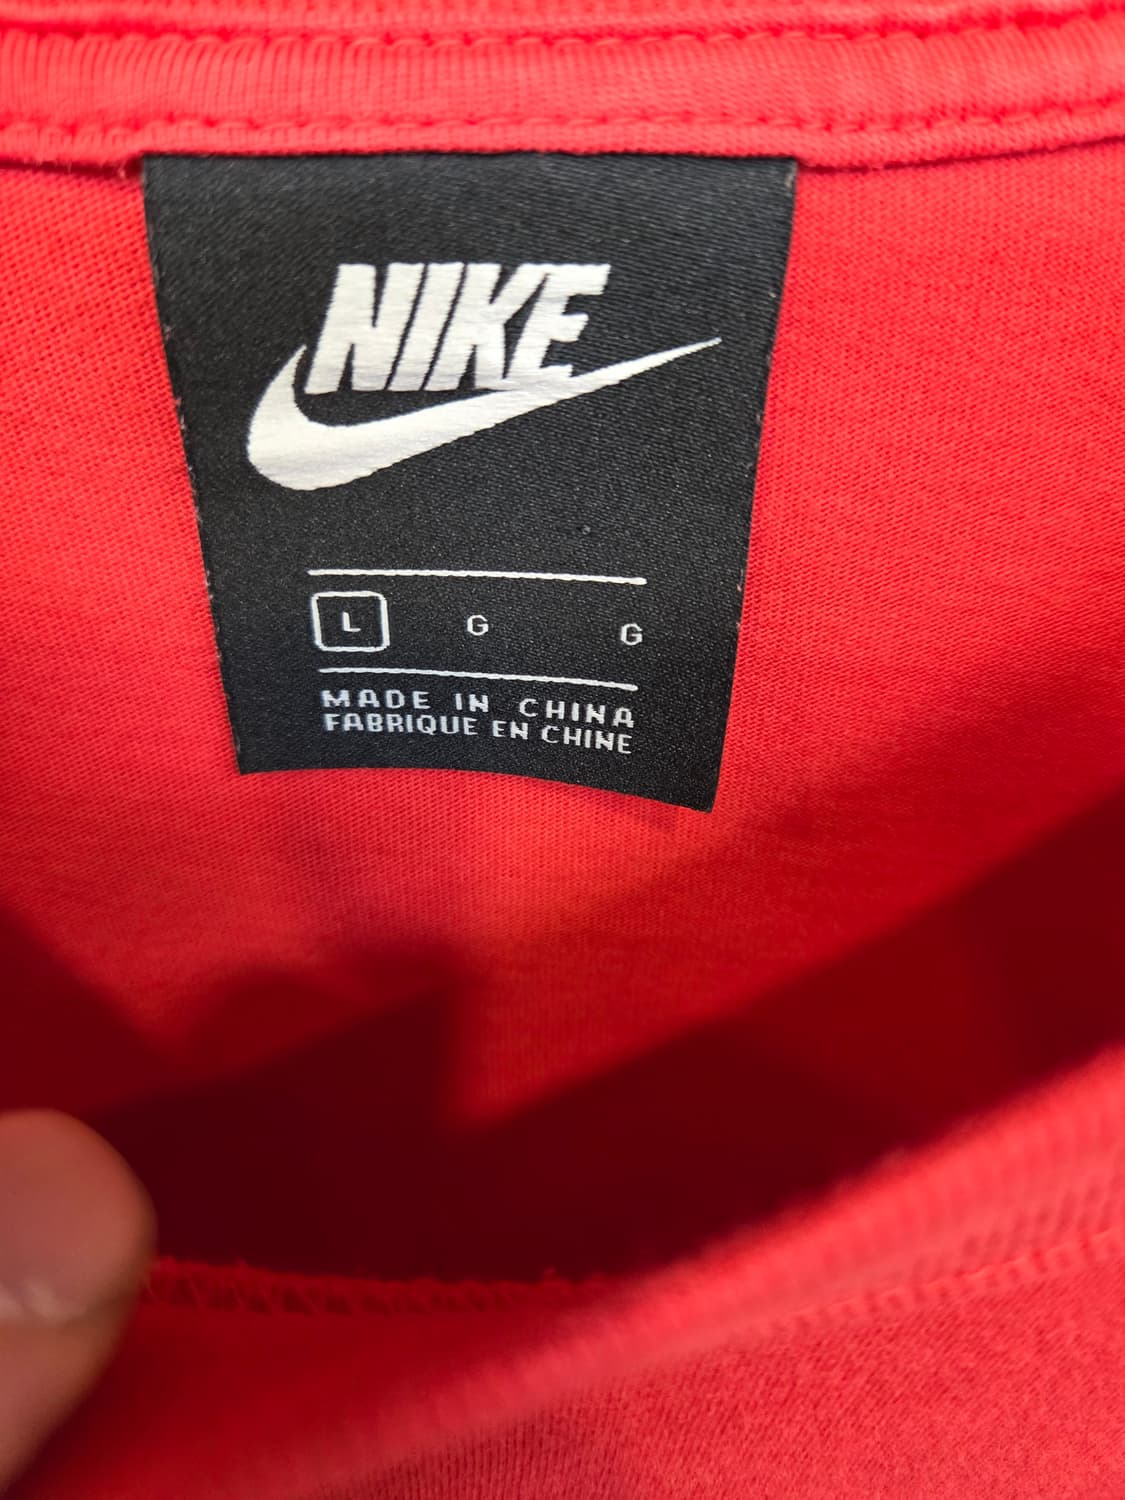 NIKE
L G G
MADE IN CHINA
FABRIQUE EN CHINE